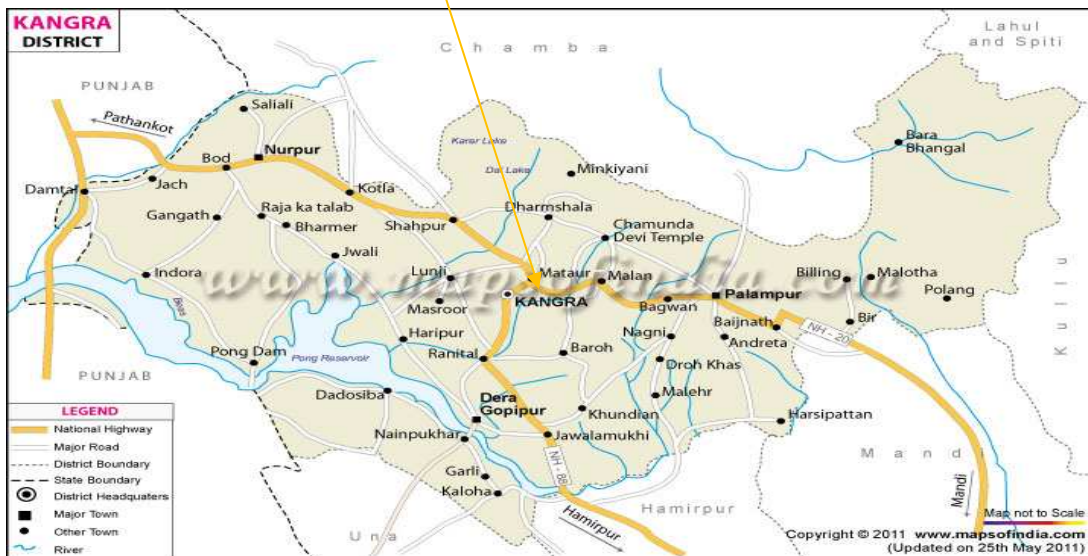 KANGRA
DISTRICT
Lahul
and Spiti
Chamba
PUNJAB
Saliali
Pathankot
Karer Lake
Bara
Bhangal
Nurpur
Bod
Dal Lake
Minkiyani
Damtal
Jach
Kotla
Gangath
Raja ka talab
Dharmshala
Shahpur
Bharmer
Chamunda
Devi Temple
Jwali
Indora
Lunji
Mataur
Malan
Billing
Malotha
www.mapsofindia.com
Polang
Kullu
Beas
Masroor
KANGRA
Bagwan
Palampur
Haripur
Nagni
Baijnath
Bir
NH - 20
Andreta
Pong Dam
Pong Reservoir
Ranital
Baroh
Droh Khas
PUNJAB
Dadosiba
Dera
Gopipur
Malehr
LEGEND
National Highway
Major Road
District Boundary
State Boundary
District Headquaters
Major Town
Other Town
River
Khundian
Harsipattan
Nainpukhar
Jawalamukhi
Mandi
Garli
NH - 88
Kaloha
Mandi
Hamirpur
Una
Hamirpur
Map not to Scale
Copyright © 2011 www.mapsofindia.com
(Updated on 25th May 2011)